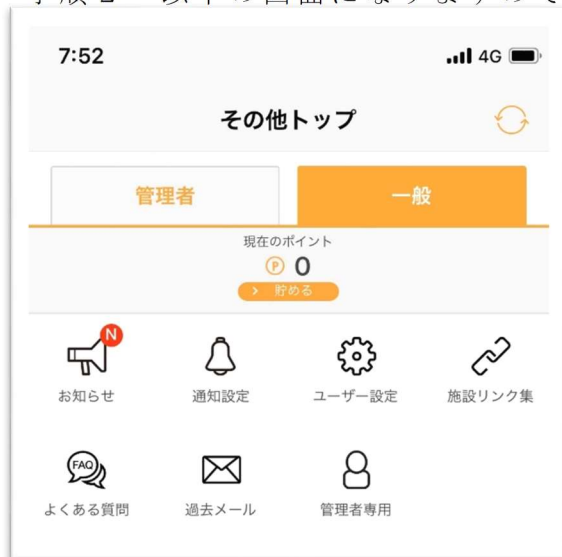 7:52 4G
その他トップ
管理者 一般
現在のポイント
P 0
> 貯める
N
お知らせ 通知設定 ユーザー設定 施設リンク集
FAQ
よくある質問 過去メール 管理者専用